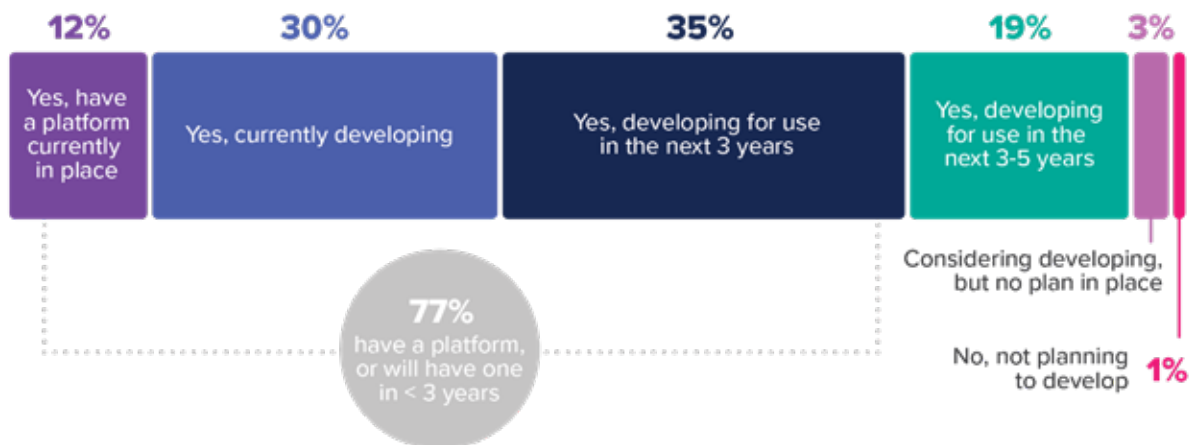 12%
30%
35%
19%
3%
Yes, have
a platform
currently
in place
Yes, currently developing
Yes, developing for use
in the next 3 years
Yes, developing
for use in the
next 3-5 years
Considering developing,
but no plan in place
77%
have a platform,
or will have one
in < 3 years
No, not planning
to develop
1%